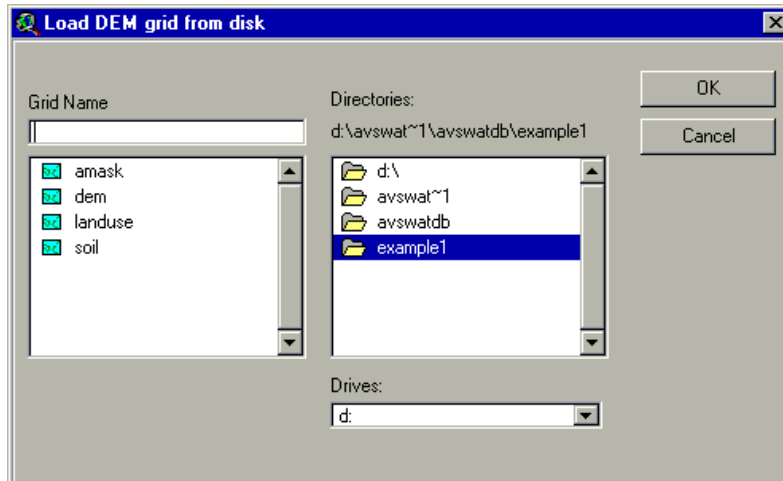 Load DEM grid from disk
Grid Name
amask
dem
landuse
soil
Directories:
d:\avswat~1\avswatdb\example1
d:\
avswat~1
avswatdb
example1
Drives:
d:
OK
Cancel